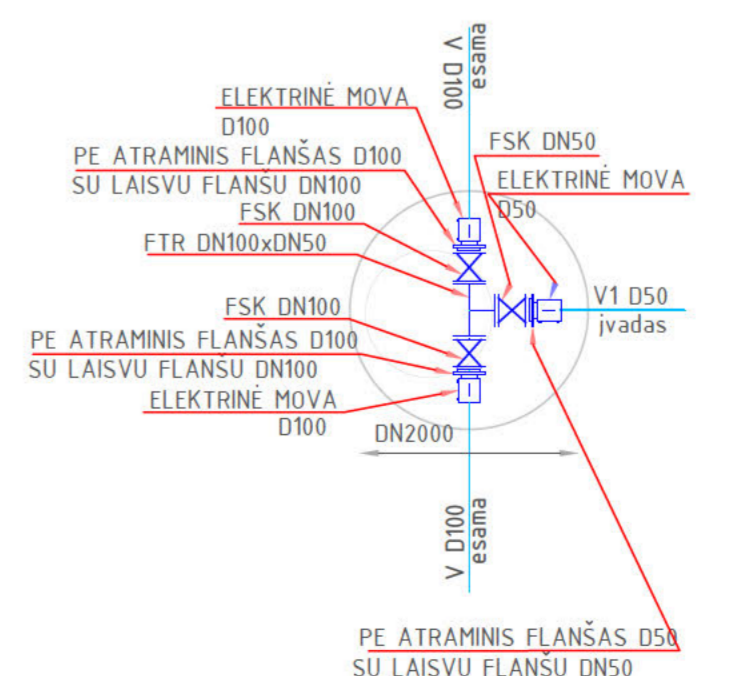 V D100
esama
ELEKTRINĖ MOVA
D100
PE ATRAMINIS FLANŠAS D100
SU LAISVU FLANŠU DN100
FSK DN100
FTR DN100xDN50
FSK DN50
ELEKTRINĖ MOVA
D50
V1 D50
įvadas
FSK DN100
PE ATRAMINIS FLANŠAS D100
SU LAISVU FLANŠU DN100
ELEKTRINĖ MOVA
D100
DN2000
V D100
esama
PE ATRAMINIS FLANŠAS D50
SU LAISVU FLANŠU DN50